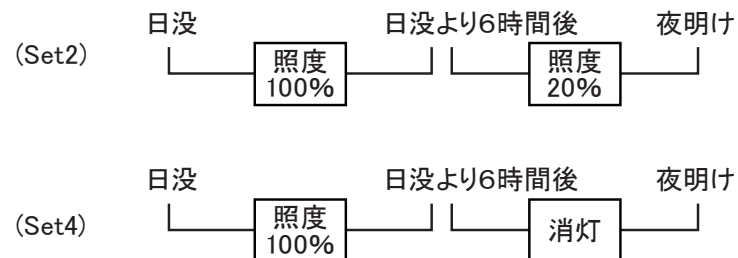 日没 日没より6時間後 夜明け
(Set2)
照度
100%
照度
20%
日没 日没より6時間後 夜明け
(Set4)
照度
100%
消灯